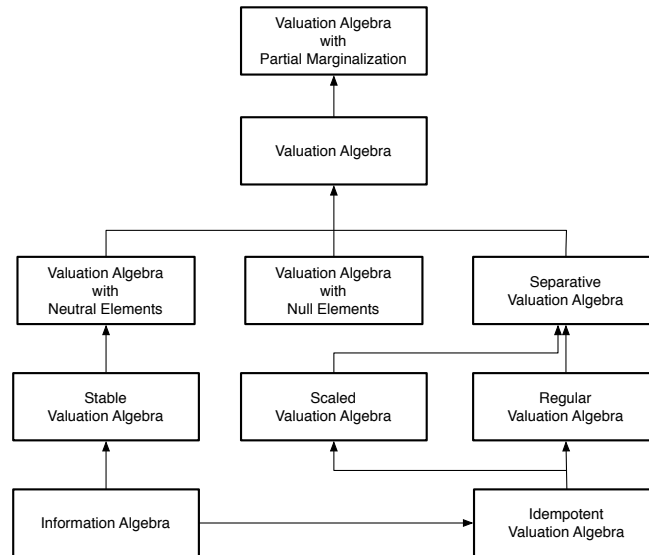 Valuation Algebra
with
Partial Marginalization
Valuation Algebra
Valuation Algebra
with
Neutral Elements
Valuation Algebra
with
Null Elements
Separative
Valuation Algebra
Stable
Valuation Algebra
Scaled
Valuation Algebra
Regular
Valuation Algebra
Information Algebra
Idempotent
Valuation Algebra